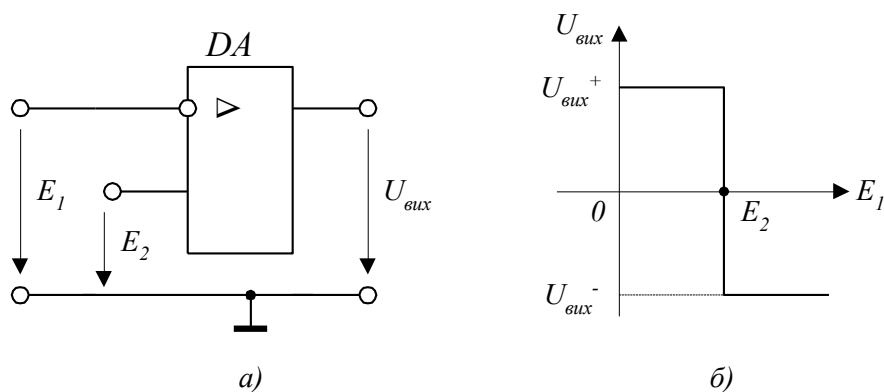 DA
E₁
E₂
Uвих
а)
Uвих
Uвих⁺
0
E₂
E₁
Uвих⁻
б)